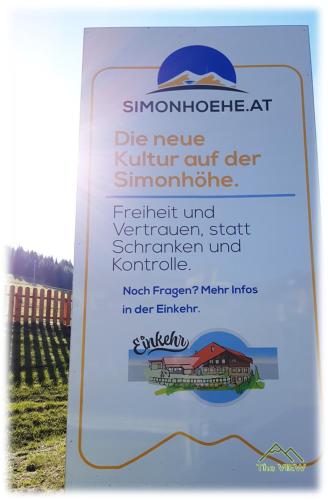 SIMONHOEHE.AT
Die neue
Kultur auf der
Simonhöhe.
Freiheit und
Vertrauen, statt
Schranken und
Kontrolle.
Noch Fragen? Mehr Infos
in der Einkehr.
Einkehr
The VIEW